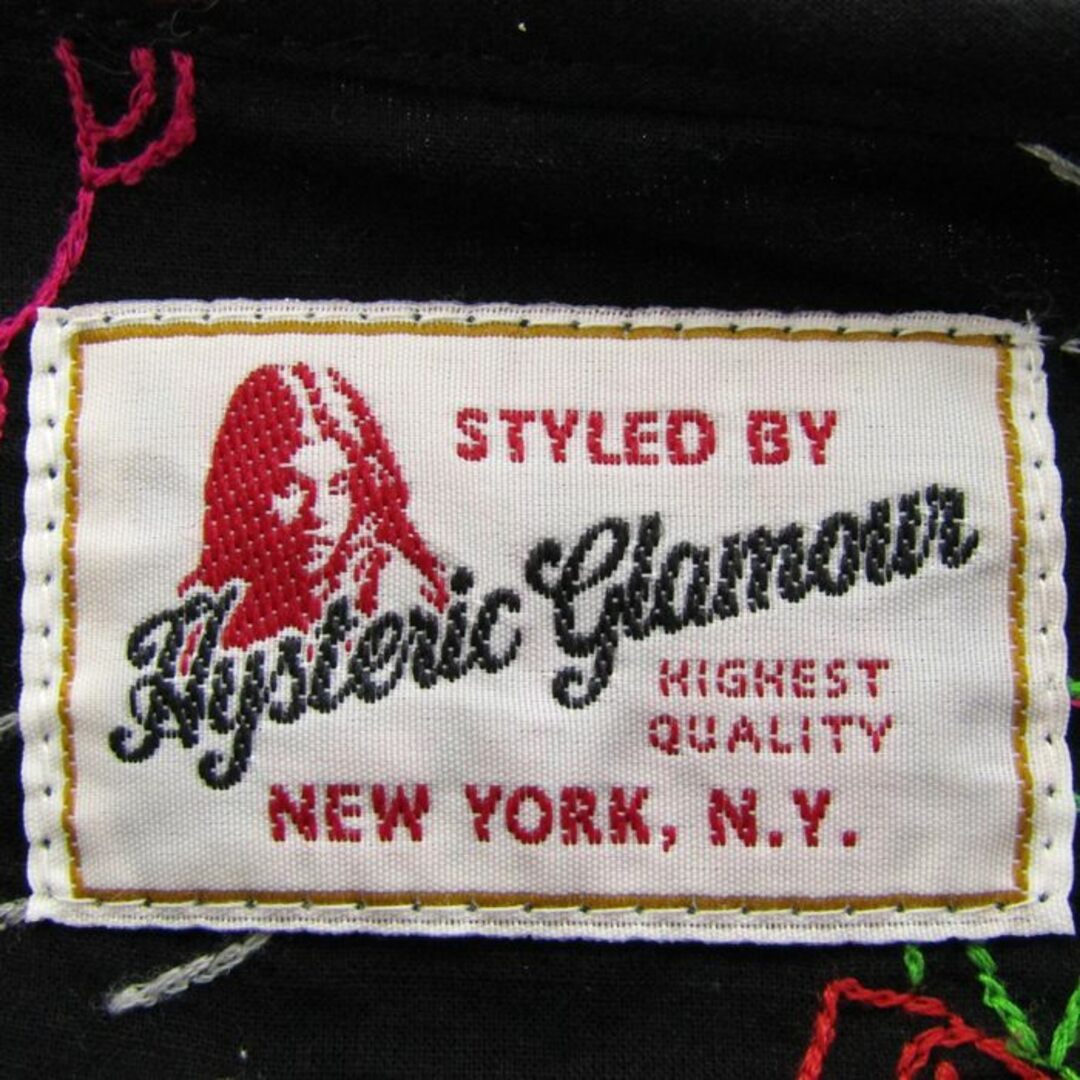 STYLED BY
Hysteric Glamour
HIGHEST
QUALITY
NEW YORK, N.Y.